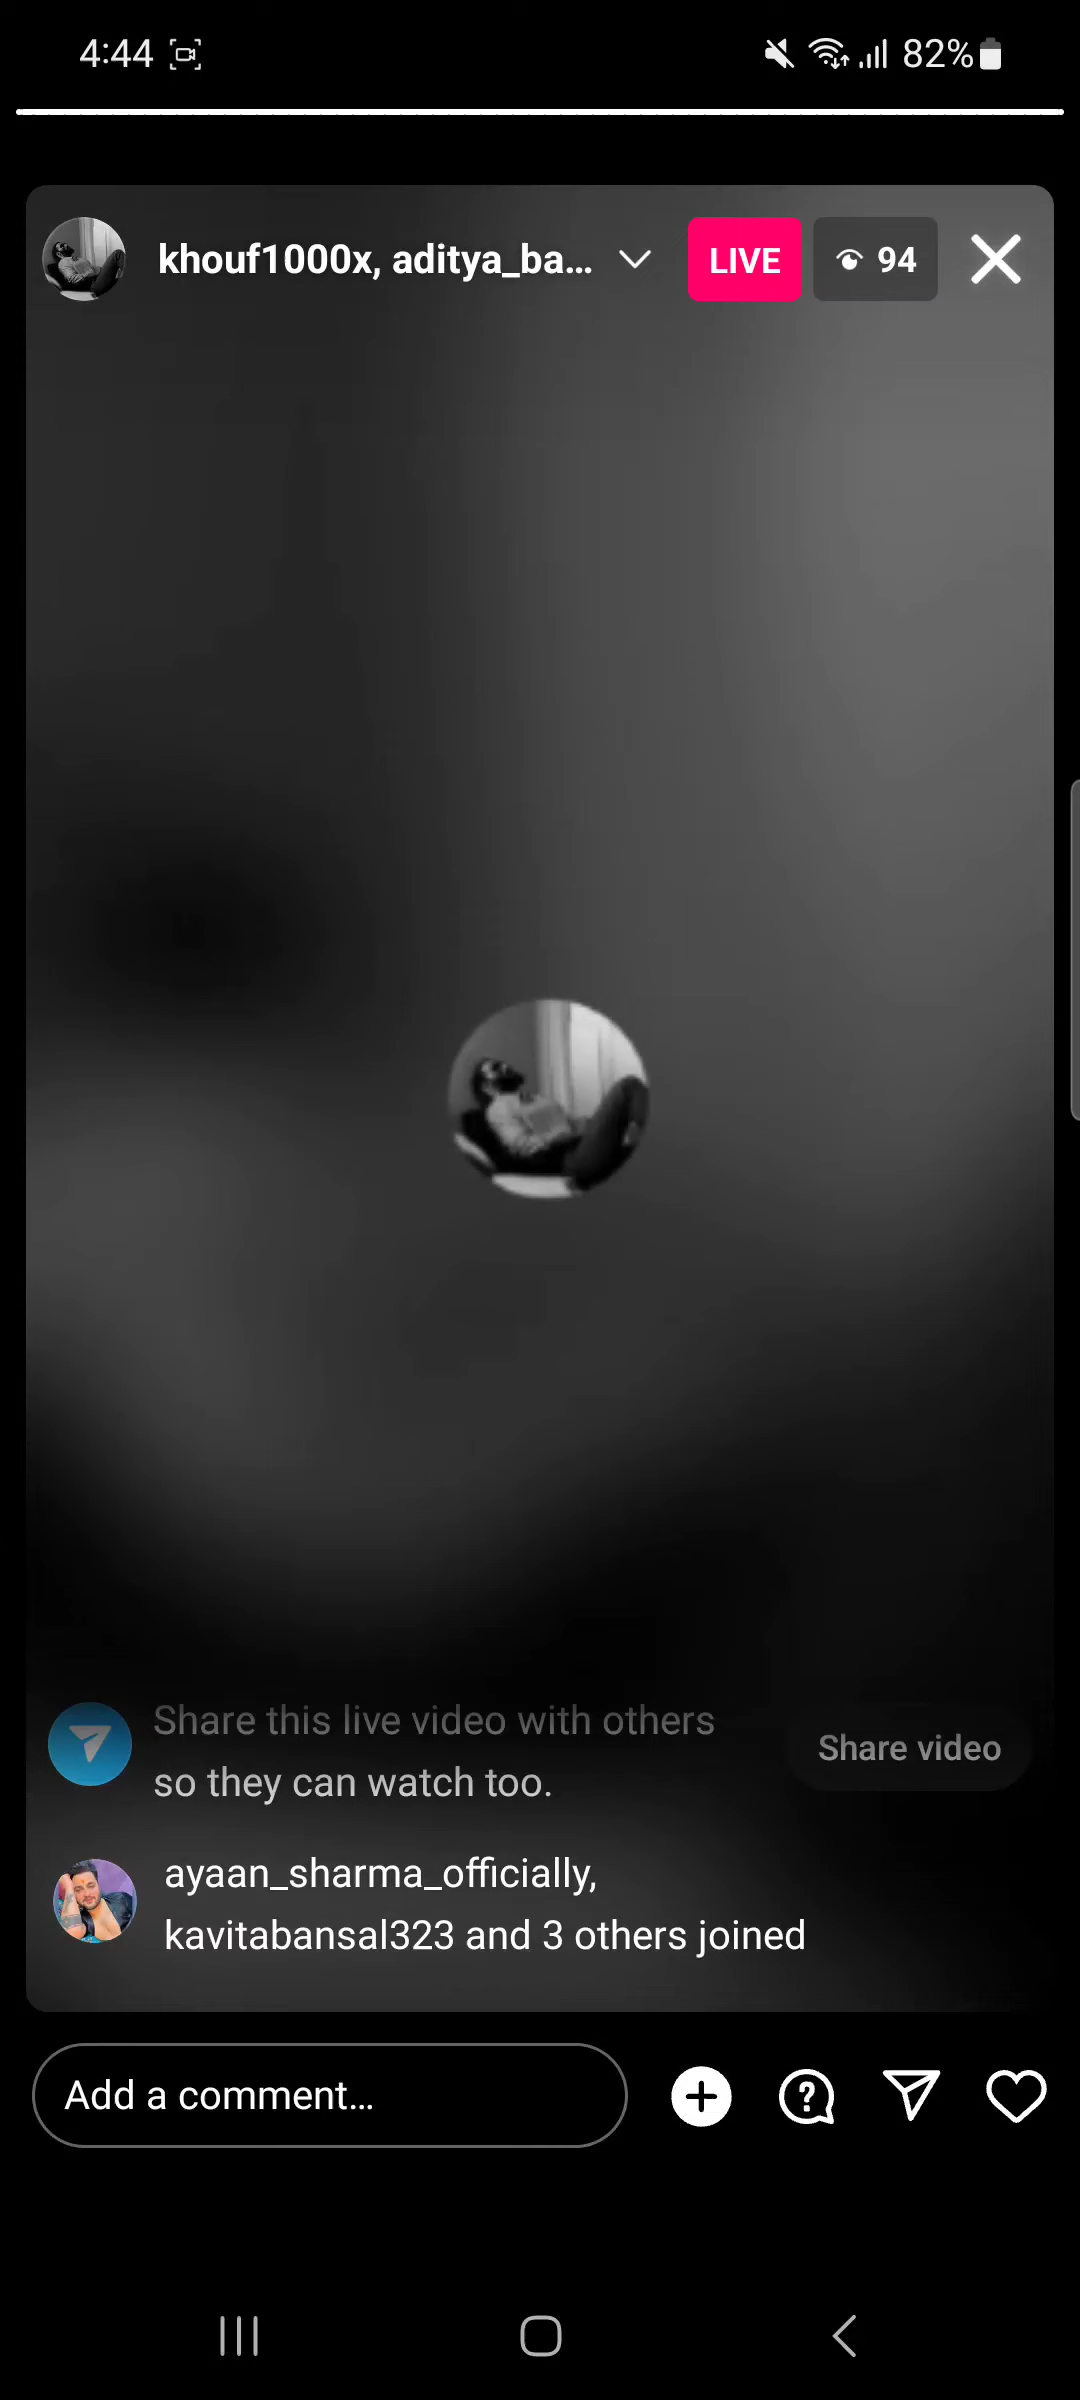 4:44
82%
khouf1000x, aditya_ba...
LIVE
94
Share this live video with others
so they can watch too.
Share video
ayaan_sharma_officially,
kavitabansal323 and 3 others joined
Add a comment...